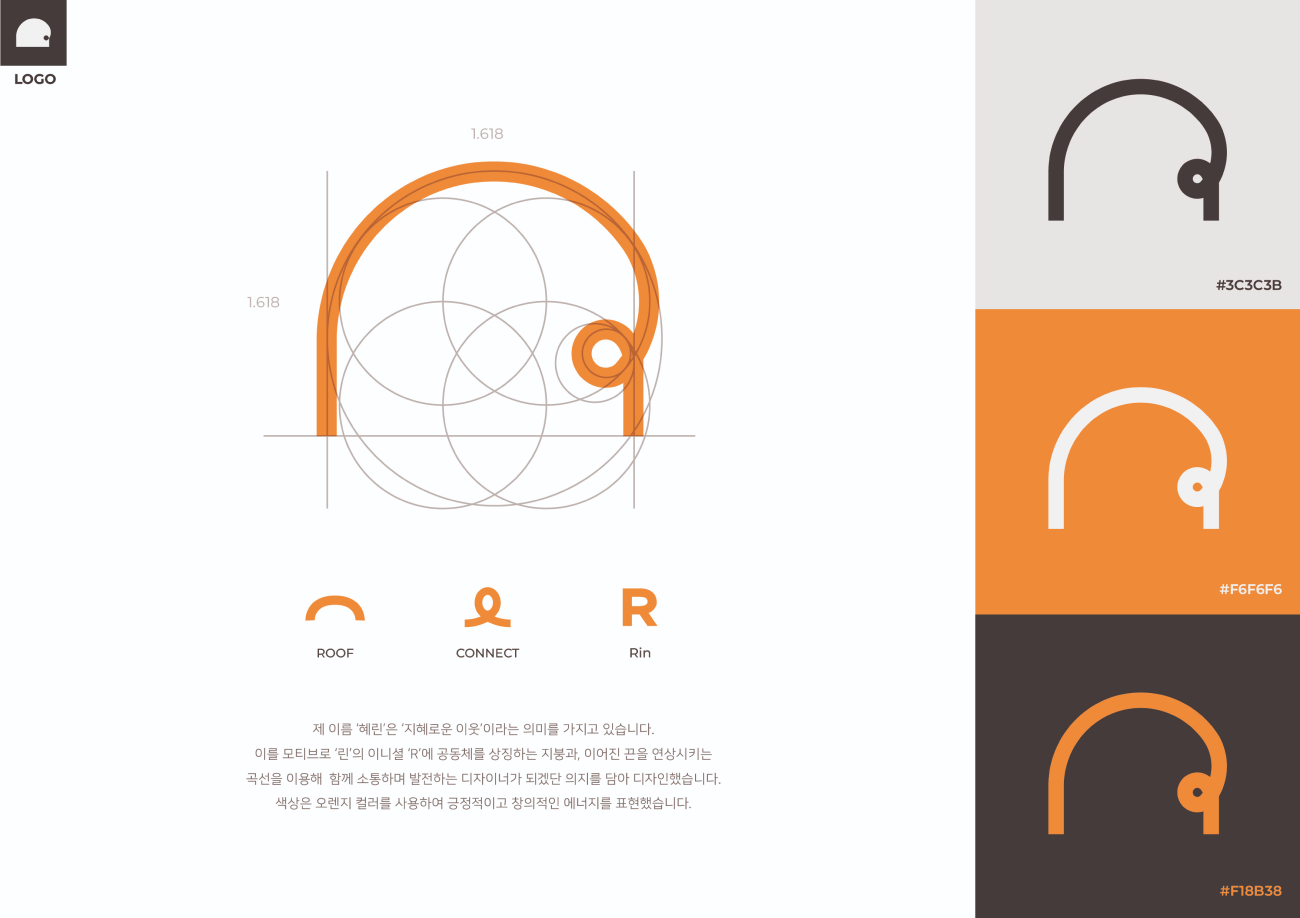 LOGO
1.618
1.618
ROOF
CONNECT
R
Rin
제 이름 '혜린'은 '지혜로운 이웃'이라는 의미를 가지고 있습니다.
이를 모티브로 '린'의 이니셜 'R'에 공동체를 상징하는 지붕과, 이어진 끈을 연상시키는
곡선을 이용해 함께 소통하며 발전하는 디자이너가 되겠단 의지를 담아 디자인했습니다.
색상은 오렌지 컬러를 사용하여 긍정적이고 창의적인 에너지를 표현했습니다.
#3C3C3B
#F6F6F6
#F18B38